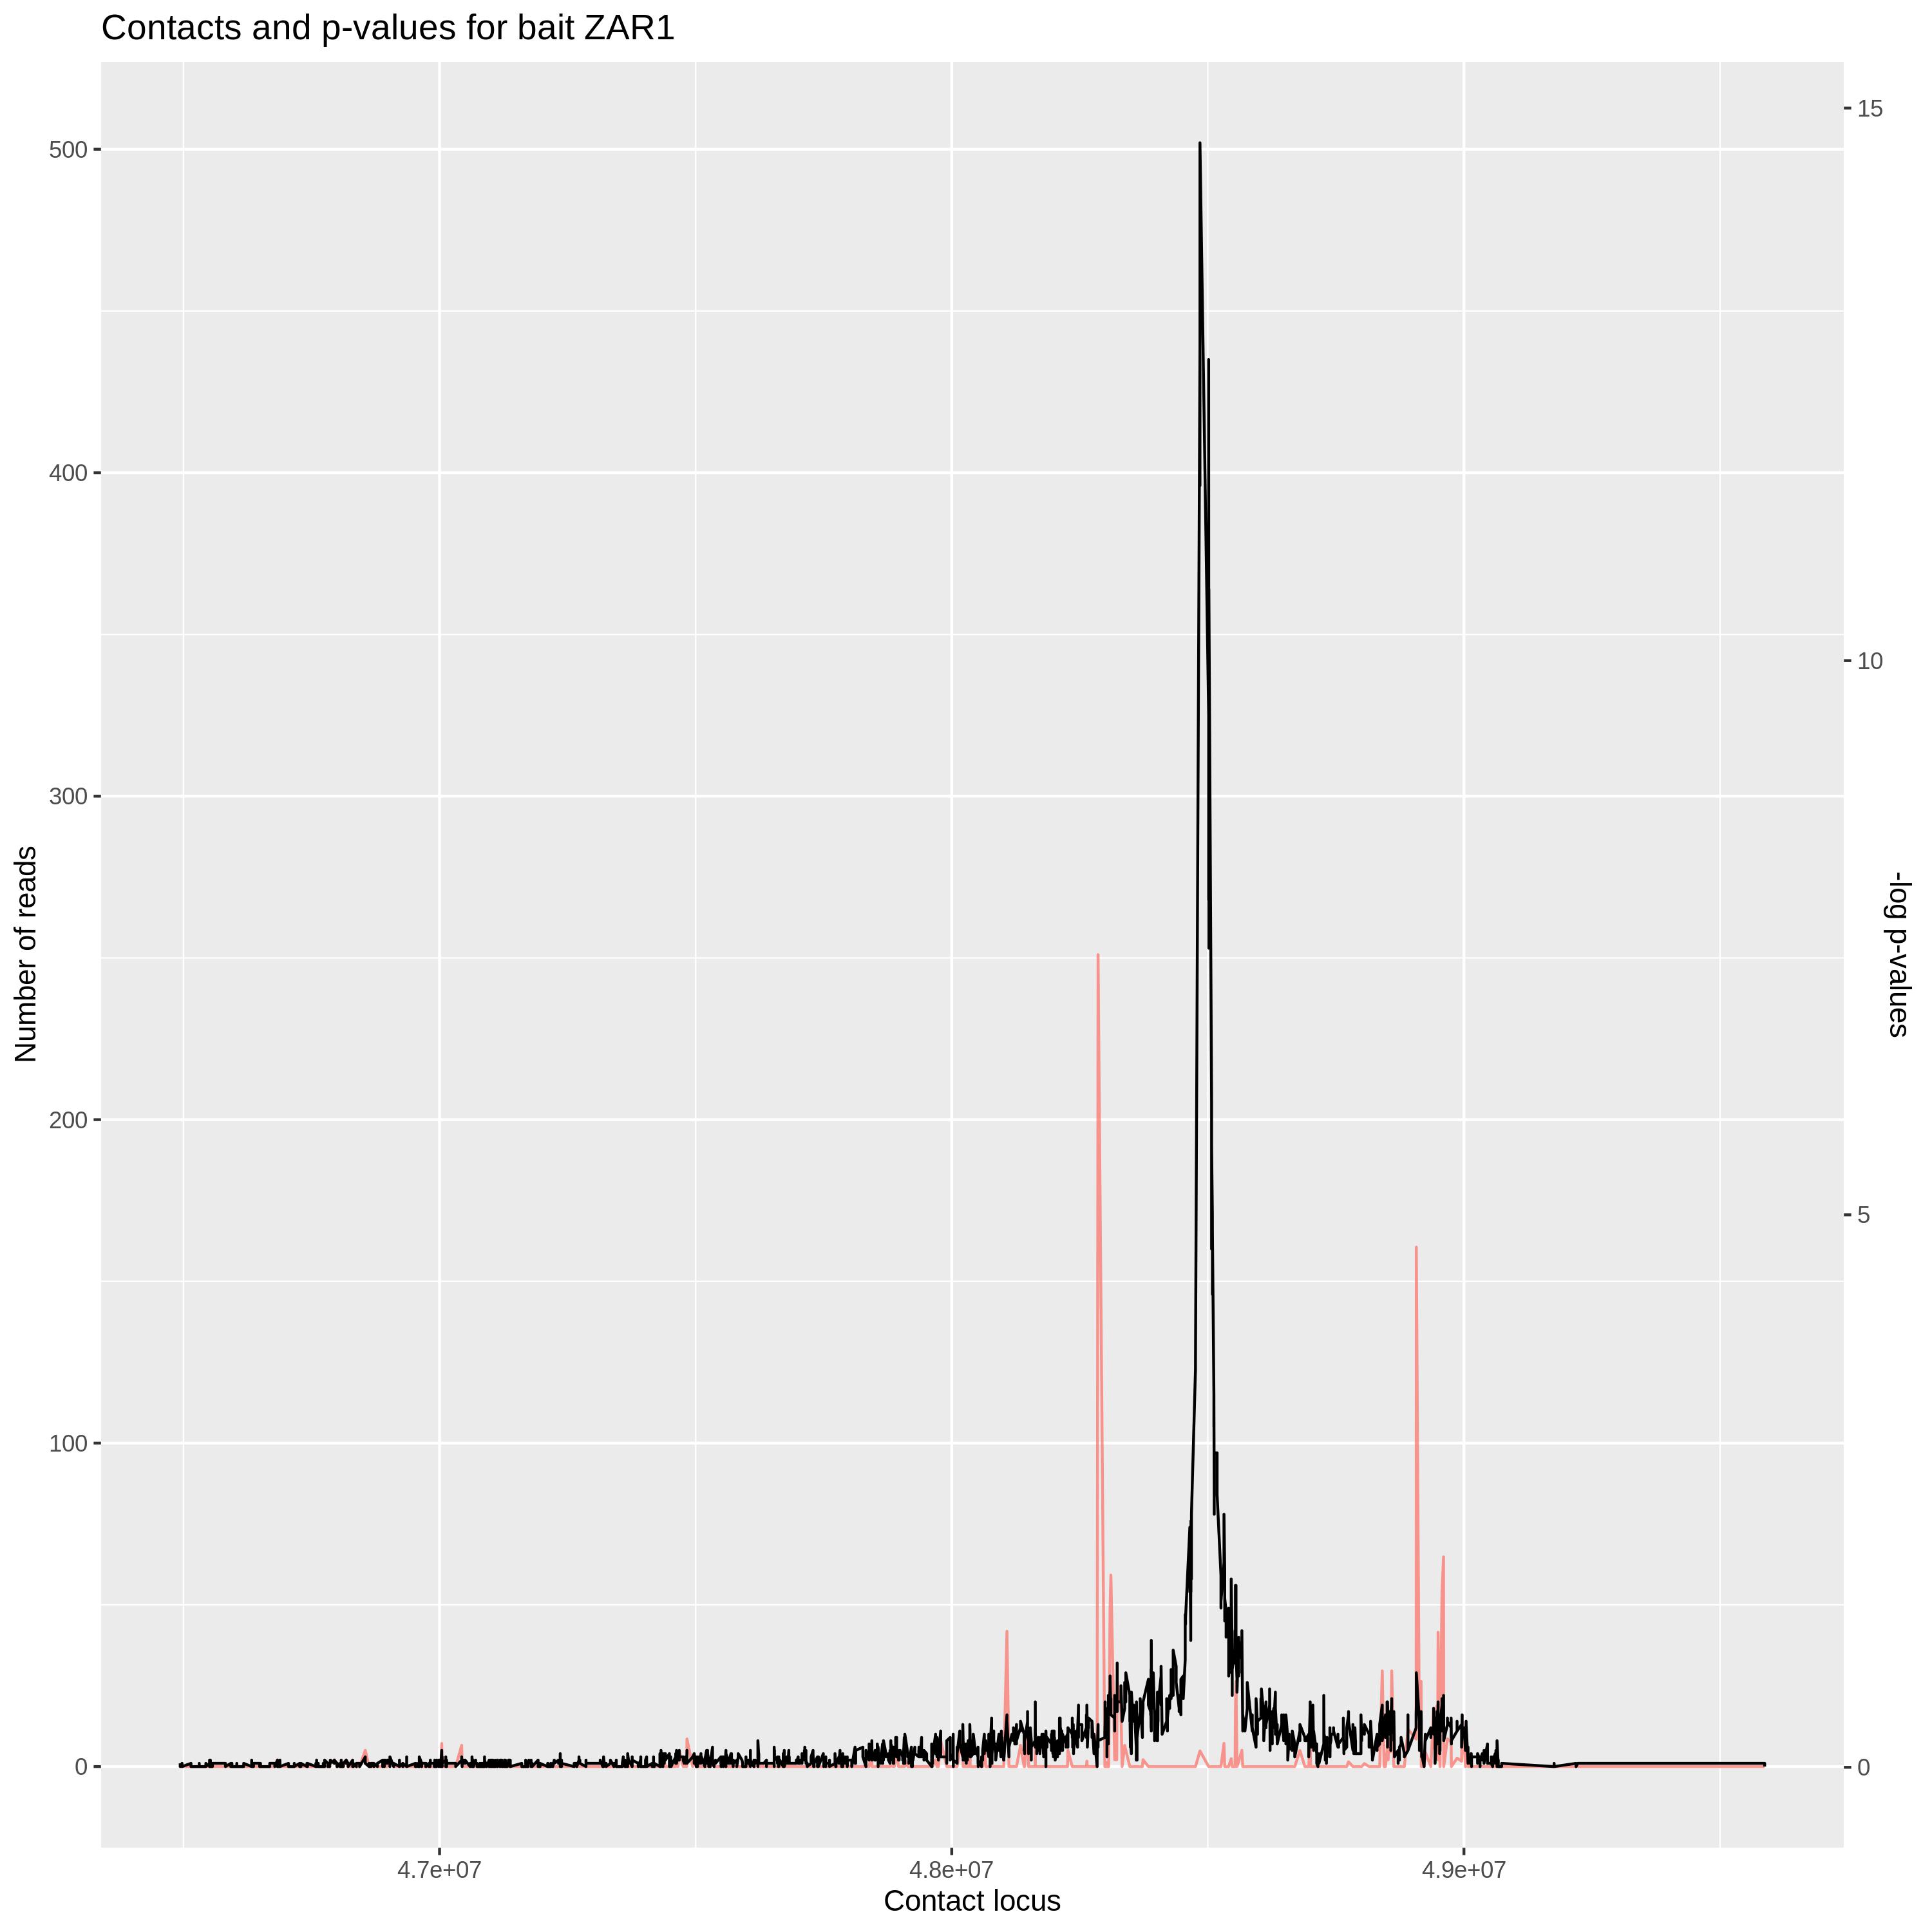 Contacts and p-values for bait ZAR1
500
400
300
200
100
0
Number of reads
15
10
5
0
-log p-values
4.7e+07
4.8e+07
4.9e+07
Contact locus